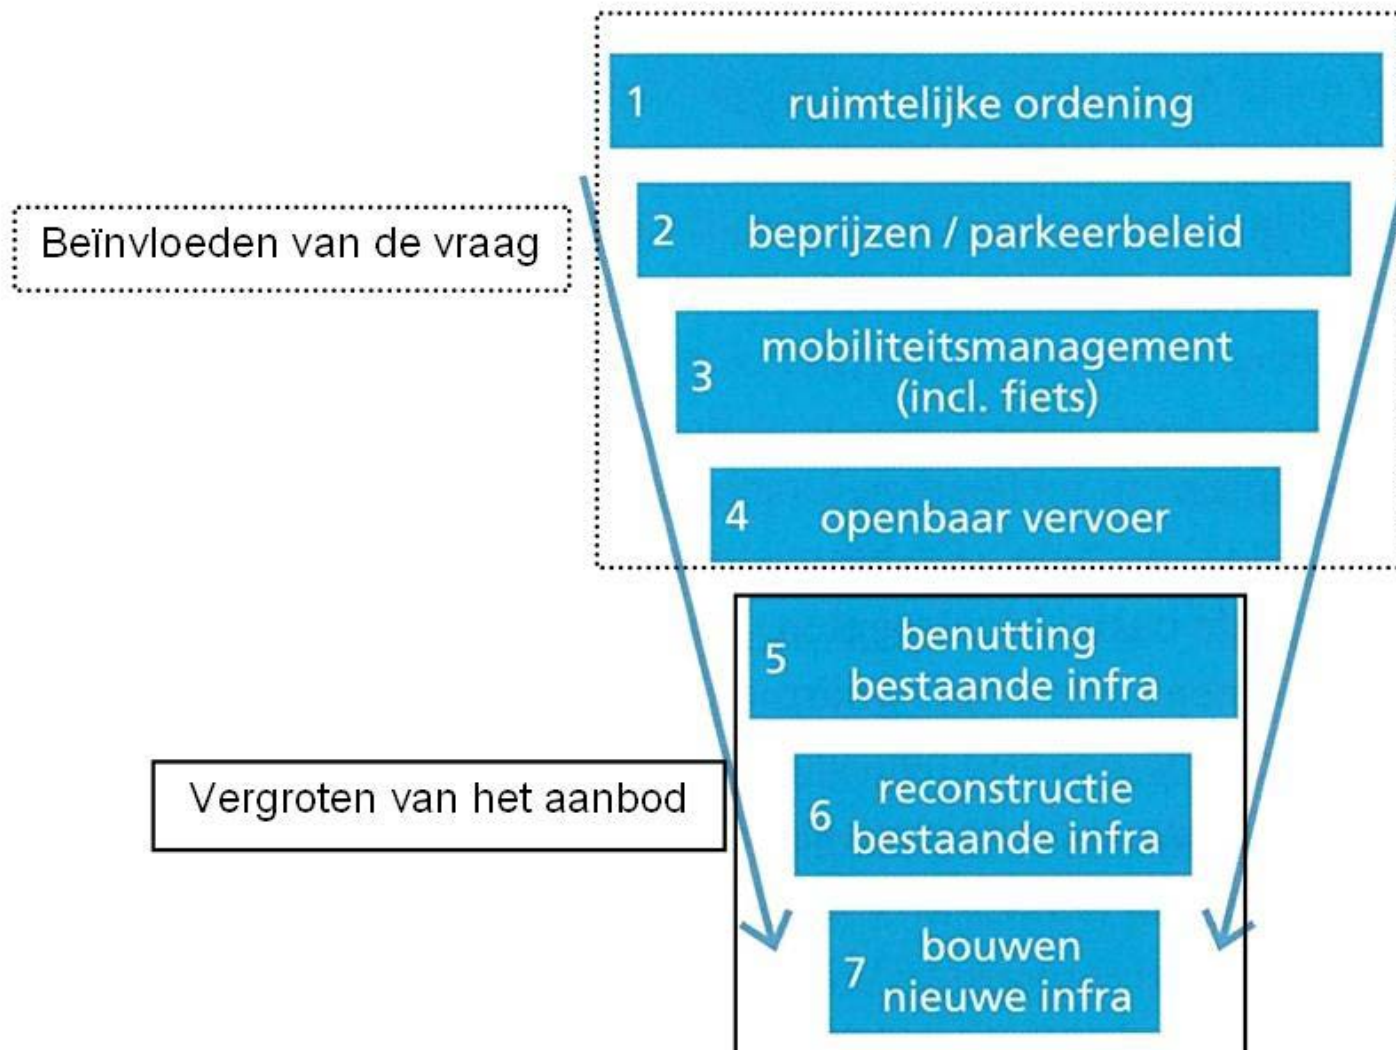 1 ruimtelijke ordening
Beïnvloeden van de vraag
2 beprijzen / parkeerbeleid
3 mobiliteitsmanagement
(incl. fiets)
4 openbaar vervoer
5 benutting
bestaande infra
Vergroten van het aanbod
6 reconstructie
bestaande infra
7 bouwen
nieuwe infra